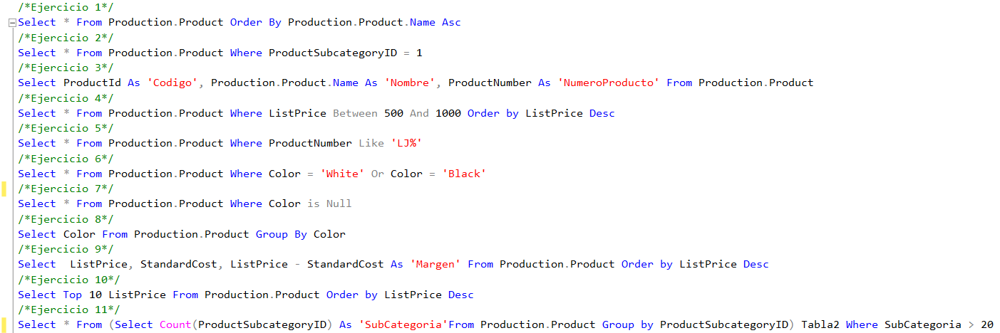 /*Ejercicio 1*/
Select * From Production.Product Order By Production.Product.Name Asc
/*Ejercicio 2*/
Select * From Production.Product Where ProductSubcategoryID = 1
/*Ejercicio 3*/
Select ProductId As 'Codigo', Production.Product.Name As 'Nombre', ProductNumber As 'NumeroProducto' From Production.Product
/*Ejercicio 4*/
Select * From Production.Product Where ListPrice Between 500 And 1000 Order by ListPrice Desc
/*Ejercicio 5*/
Select * From Production.Product Where ProductNumber Like 'LJ%'
/*Ejercicio 6*/
Select * From Production.Product Where Color = 'White' Or Color = 'Black'
/*Ejercicio 7*/
Select * From Production.Product Where Color is Null
/*Ejercicio 8*/
Select Color From Production.Product Group By Color
/*Ejercicio 9*/
Select  ListPrice, StandardCost, ListPrice - StandardCost As 'Margen' From Production.Product Order by ListPrice Desc
/*Ejercicio 10*/
Select Top 10 ListPrice From Production.Product Order by ListPrice Desc
/*Ejercicio 11*/
Select * From (Select Count(ProductSubcategoryID) As 'SubCategoria'From Production.Product Group by ProductSubcategoryID) Tabla2 Where SubCategoria > 20